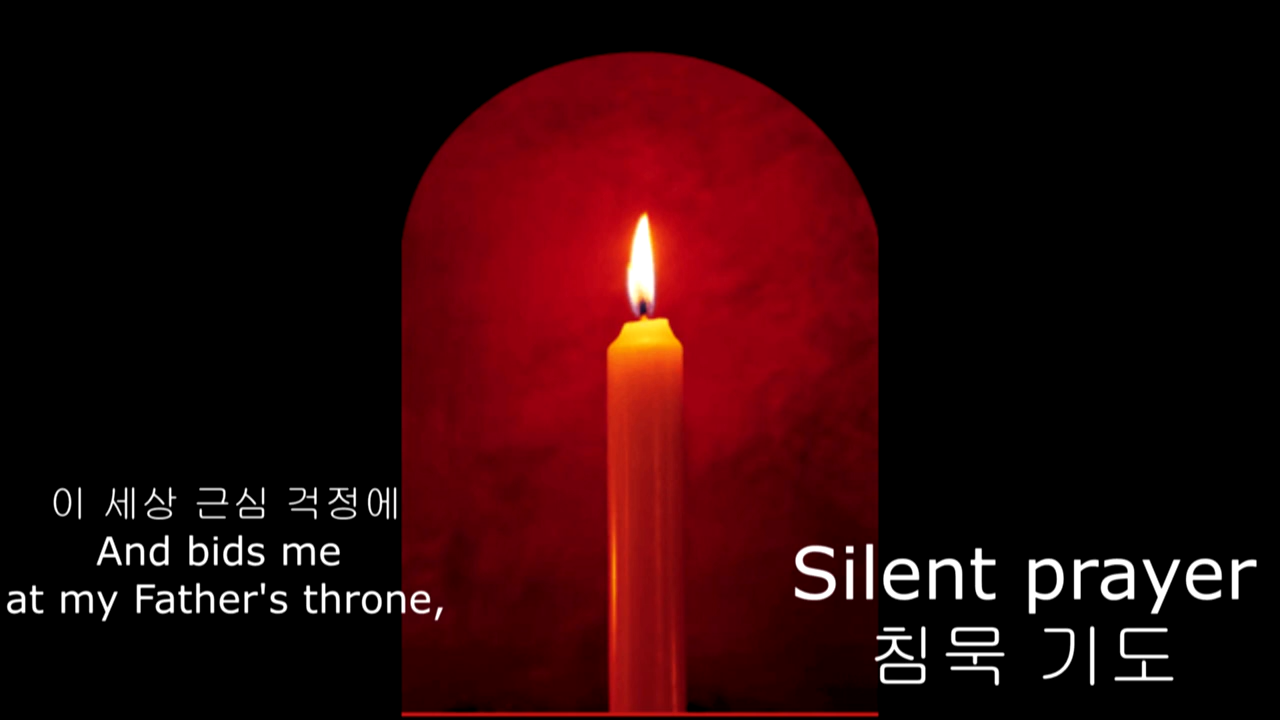 이 세상 근심 걱정에
And bids me
at my Father's throne,
Silent prayer
침묵 기도